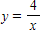 y = 4/x